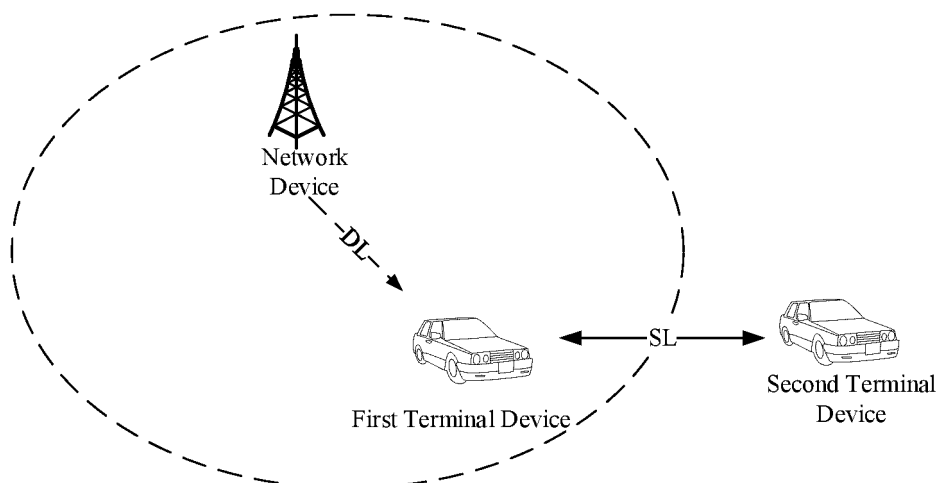 Network
Device
DL
SL
First Terminal Device
Second Terminal
Device